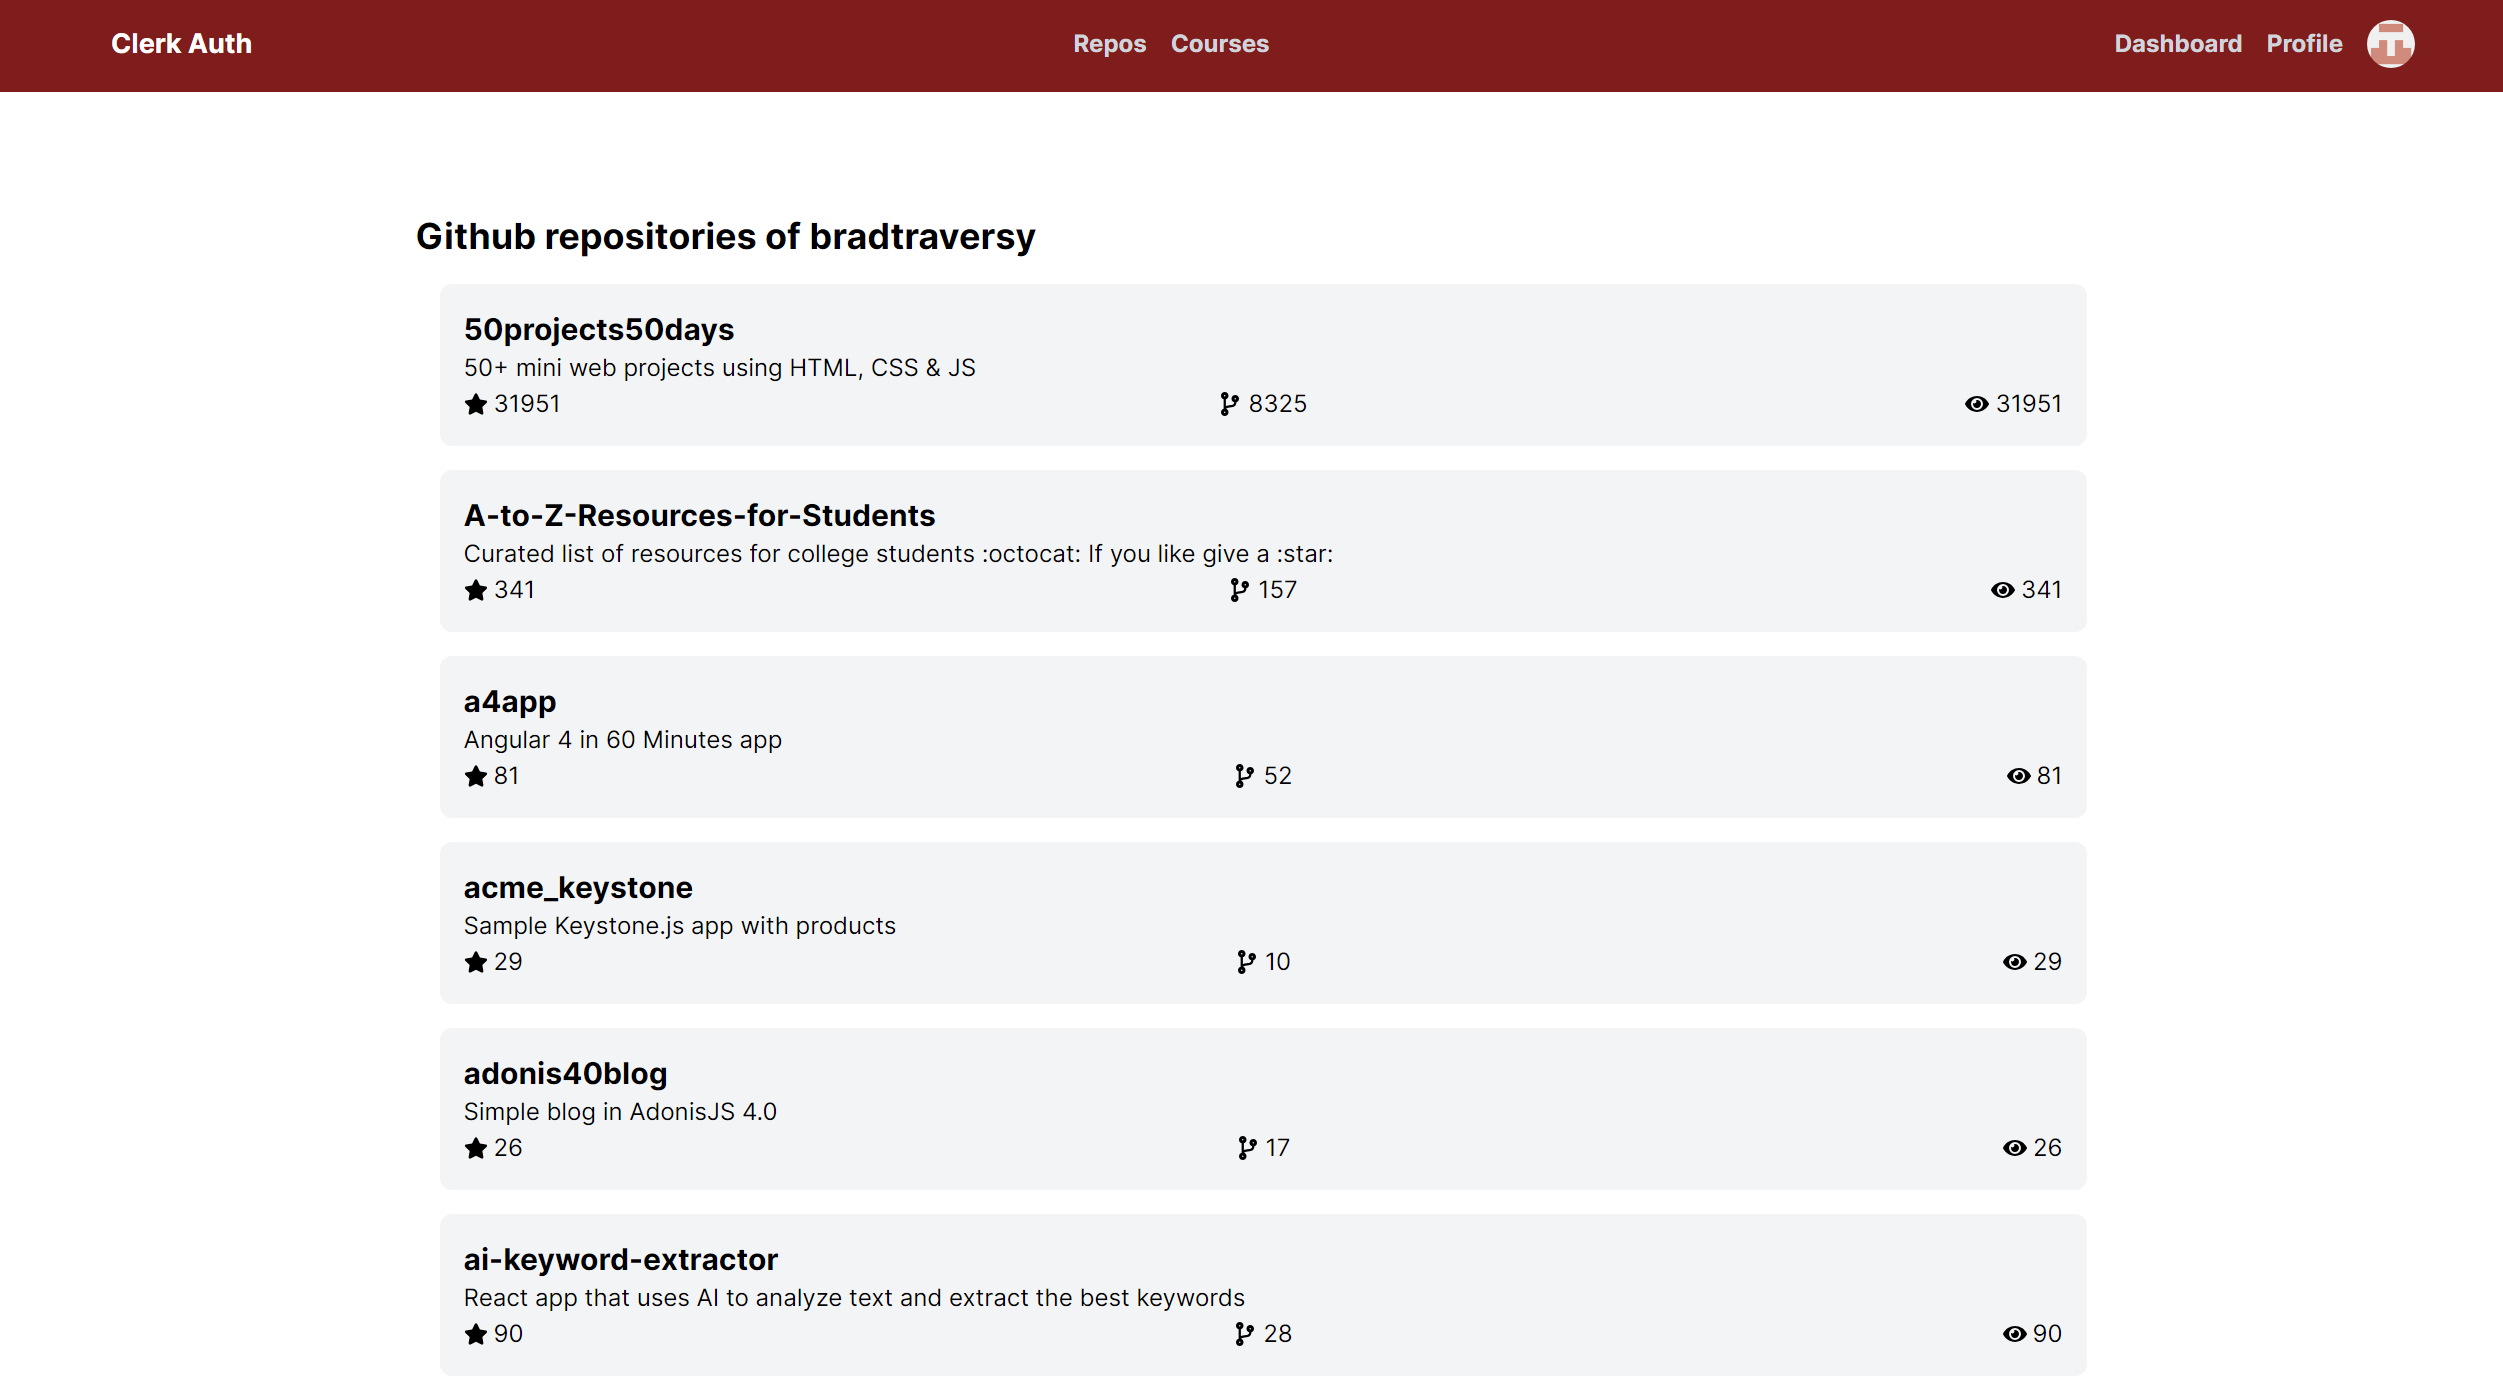 Clerk Auth Repos Courses Dashboard Profile
Github repositories of bradtraversy
50projects50days
50+ mini web projects using HTML, CSS & JS
31951 8325 31951
A-to-Z-Resources-for-Students
Curated list of resources for college students :octocat: If you like give a :star:
341 157 341
a4app
Angular 4 in 60 Minutes app
81 52 81
acme_keystone
Sample Keystone.js app with products
29 10 29
adonis40blog
Simple blog in AdonisJS 4.0
26 17 26
ai-keyword-extractor
React app that uses AI to analyze text and extract the best keywords
90 28 90